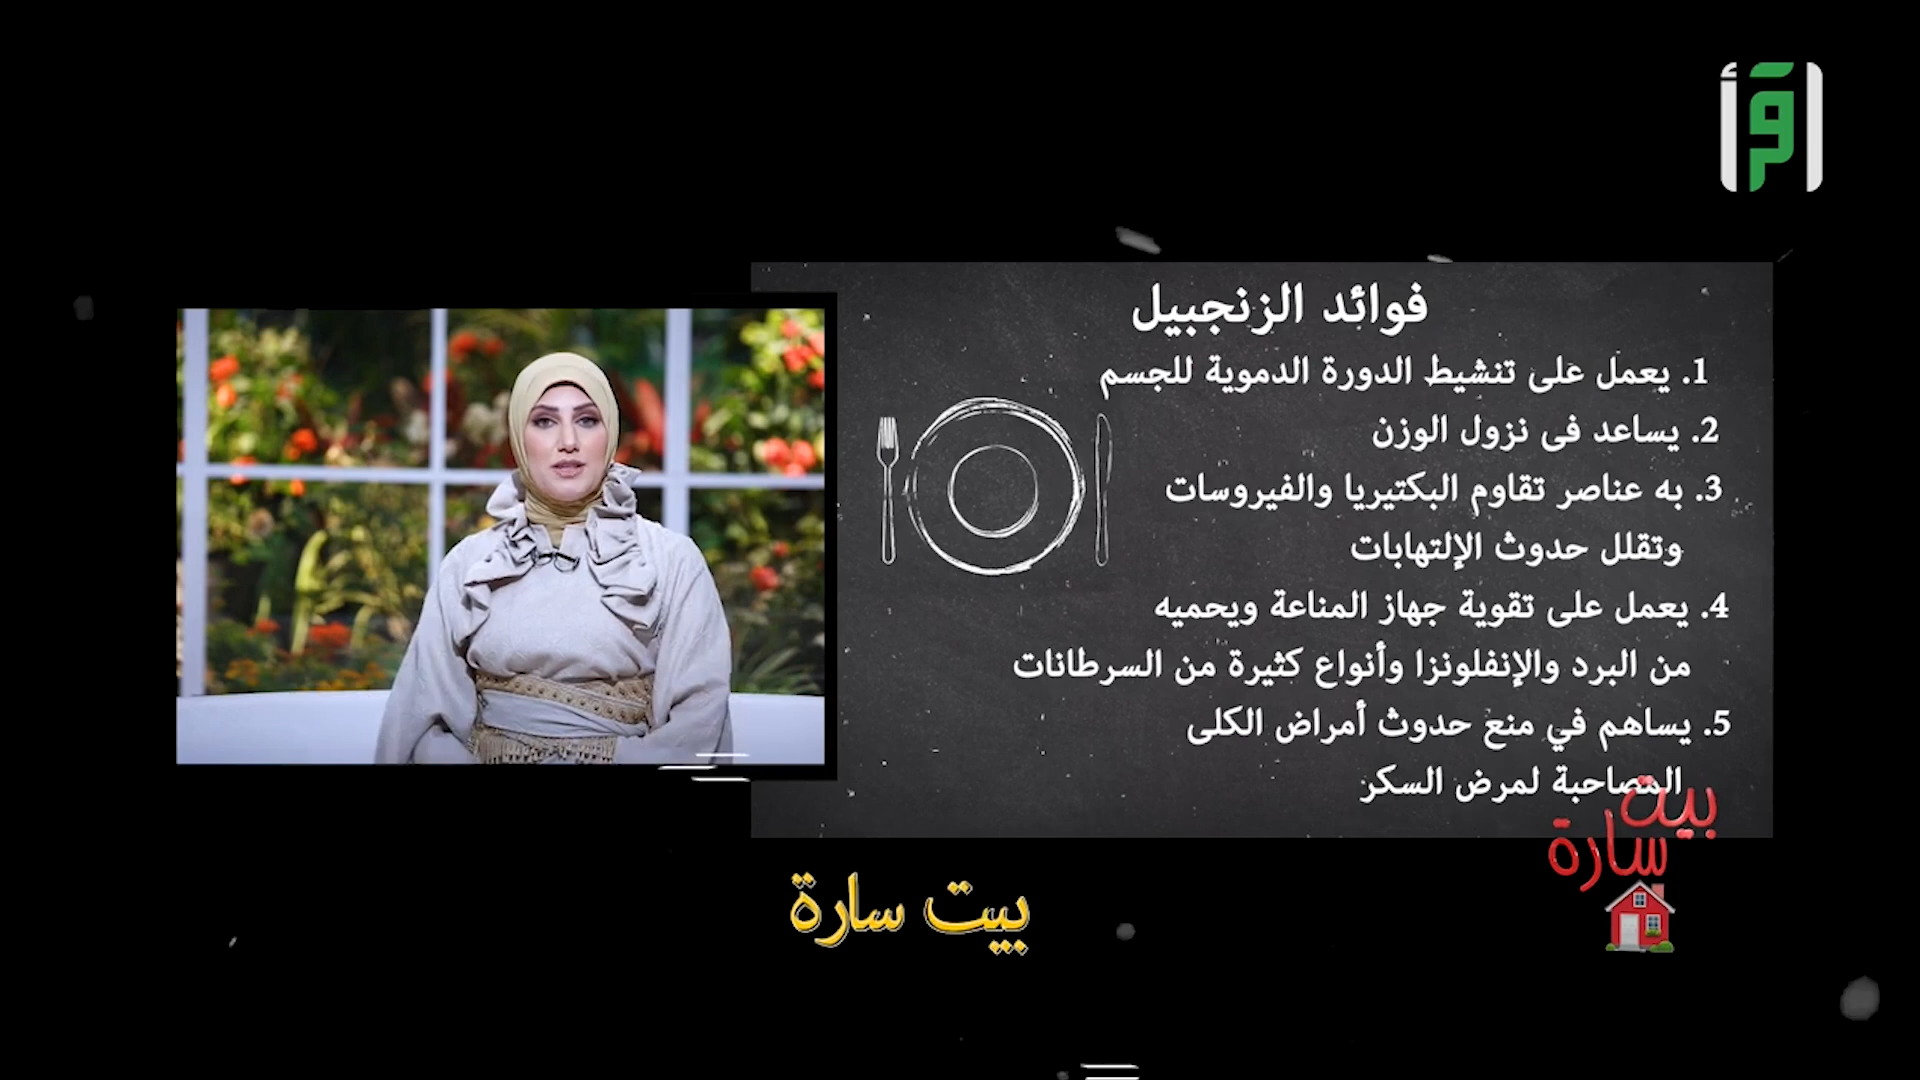 اقرأ
فوائد الزنجبيل
1. يعمل على تنشيط الدورة الدموية للجسم
2. يساعد فى نزول الوزن
3. به عناصر تقاوم البكتيريا والفيروسات
وتقلل حدوث الإلتهابات
4. يعمل على تقوية جهاز المناعة ويحميه
من البرد والإنفلونزا وأنواع كثيرة من السرطانات
5. يساهم في منع حدوث أمراض الكلى
المصاحبة لمرض السكر
بيت
سارة
بيت سارة